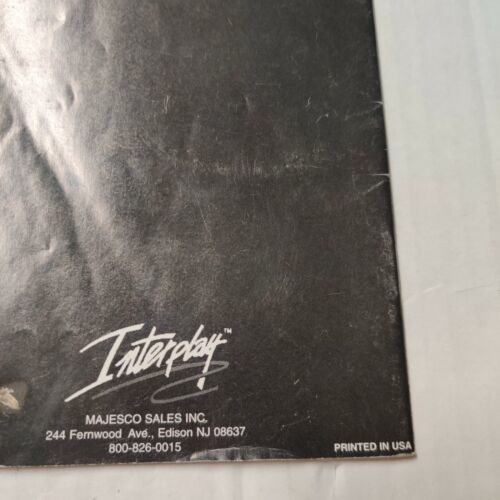 Interplay™
MAJESCO SALES INC.
244 Fernwood Ave., Edison NJ 08637
800-826-0015
PRINTED IN USA